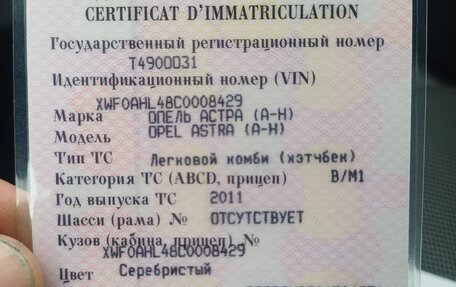 CERTIFICAT D'IMMATRICULATION
Государственный регистрационный номер
Т490ОО31
Идентификационный номер (VIN)
XWF0AHL48C0008429
Марка ОПЕЛЬ АСТРА (A-H)
Модель OPEL ASTRA (A-H)
Тип ТС Легковой комби (хэтчбек)
Категория ТС (ABCD, прицеп) B/M1
Год выпуска ТС 2011
Шасси (рама) № ОТСУТСТВУЕТ
Кузов (кабина, прицеп) №
XWF0AHL48C0008429
Цвет Серебристый